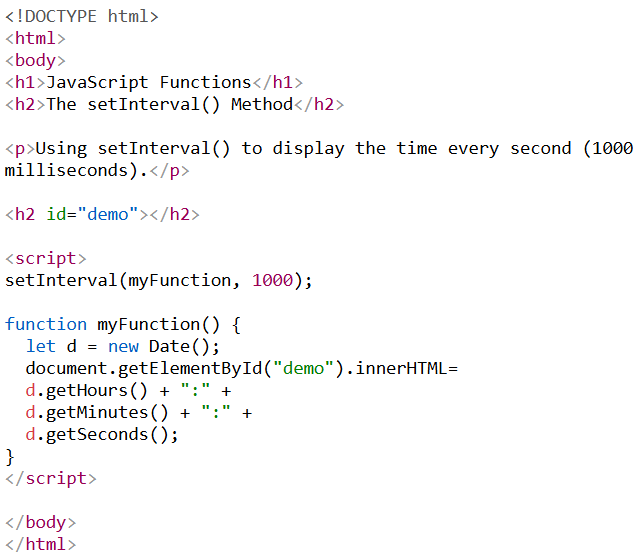 <!DOCTYPE html>
<html>
<body>
<h1>JavaScript Functions</h1>
<h2>The setInterval() Method</h2>

<p>Using setInterval() to display the time every second (1000
milliseconds).</p>

<h2 id="demo"></h2>

<script>
setInterval(myFunction, 1000);

function myFunction() {
  let d = new Date();
  document.getElementById("demo").innerHTML=
  d.getHours() + ":" +
  d.getMinutes() + ":" +
  d.getSeconds();
}
</script>

</body>
</html>